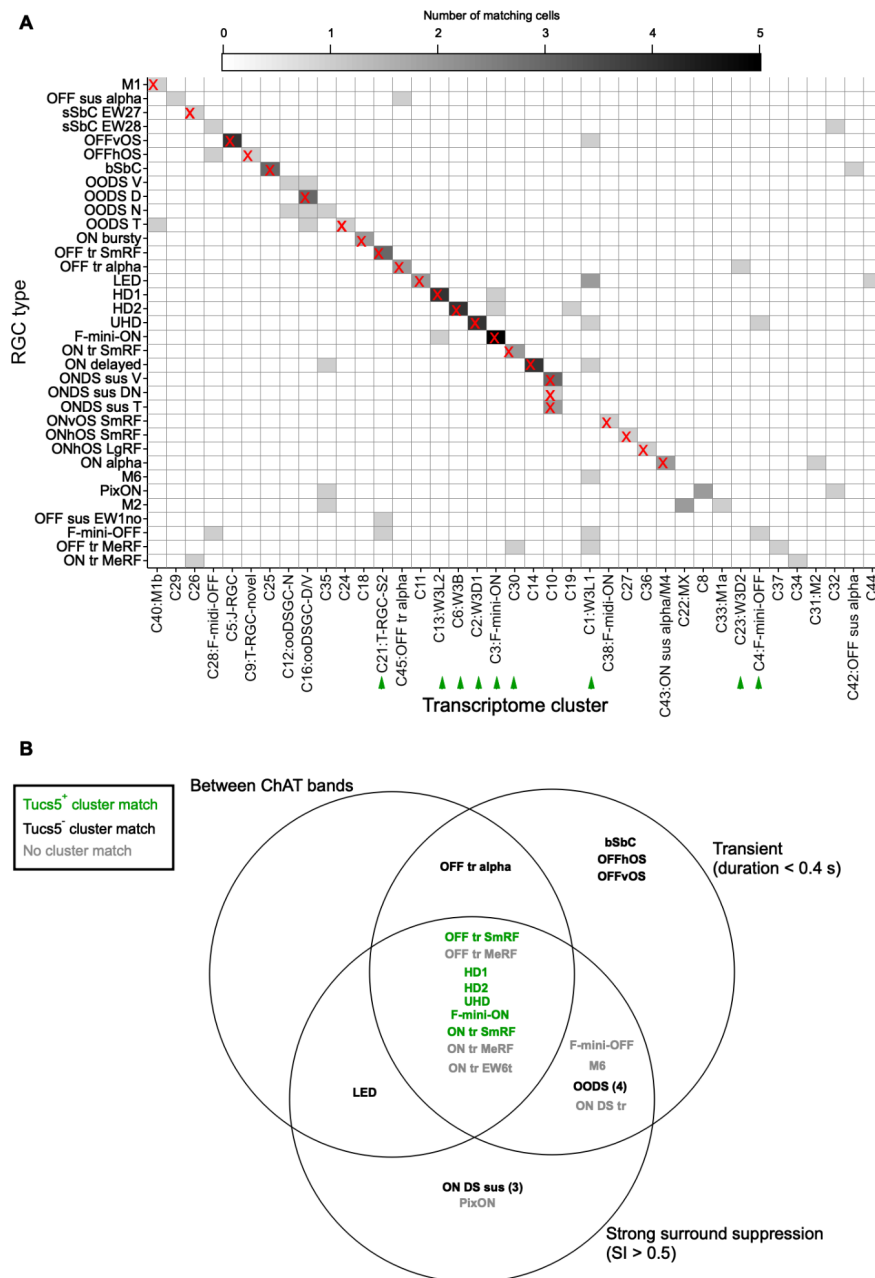 A
Number of matching cells
0 1 2 3 4 5
RGC type
M1
OFF sus alpha
sSbC EW27
sSbC EW28
OFFvOS
OFFhOS
bSbC
OODS V
OODS D
OODS N
OODS T
ON bursty
OFF tr SmRF
OFF tr alpha
LED
HD1
HD2
UHD
F-mini-ON
ON tr SmRF
ON delayed
ONDS sus V
ONDS sus DN
ONDS sus T
ONvOS SmRF
ONhOS SmRF
ONhOS LgRF
ON alpha
M6
PixON
M2
OFF sus EW1no
F-mini-OFF
OFF tr MeRF
ON tr MeRF
C40:M1b
C29
C26
C28:F-midi-OFF
C5:J-RGC
C9:T-RGC-novel
C25
C12:ooDSGC-N
C16:ooDSGC-D/V
C35
C24
C18
C21:T-RGC-S2
C45:OFF tr alpha
C11
C13:W3L2
C6:W3B
C2:W3D1
C3:F-mini-ON
C30
C14
C10
C19
C1:W3L1
C38:F-midi-ON
C27
C36
C43:ON sus alpha/M4
C22:MX
C8
C33:M1a
C23:W3D2
C4:F-mini-OFF
C37
C34
C31:M2
C32
C42:OFF sus alpha
C44
Transcriptome cluster
B
Tucs5+ cluster match
Tucs5- cluster match
No cluster match
Between ChAT bands
Transient
(duration < 0.4 s)
bSbC
OFFhOS
OFFvOS
OFF tr alpha
OFF tr SmRF
OFF tr MeRF
HD1
HD2
UHD
F-mini-ON
ON tr SmRF
ON tr MeRF
ON tr EW6t
F-mini-OFF
M6
OODS (4)
ON DS tr
LED
ON DS sus (3)
PixON
Strong surround suppression
(SI > 0.5)